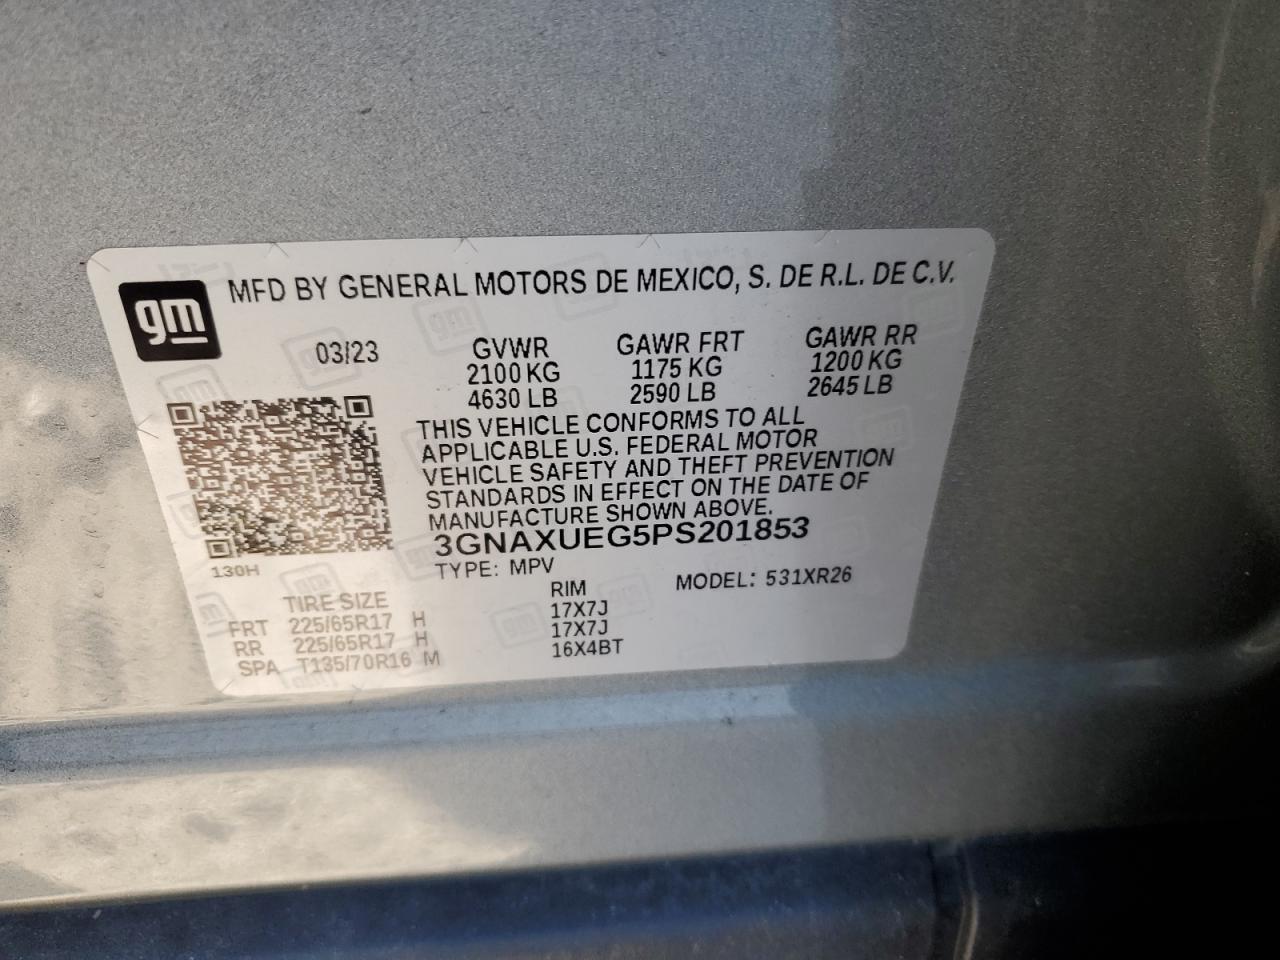 gm
MFD BY GENERAL MOTORS DE MEXICO, S. DE R.L. DE C.V.
03/23 GVWR GAWR FRT GAWR RR
2100 KG 1175 KG 1200 KG
4630 LB 2590 LB 2645 LB
THIS VEHICLE CONFORMS TO ALL
APPLICABLE U.S. FEDERAL MOTOR
VEHICLE SAFETY AND THEFT PREVENTION
STANDARDS IN EFFECT ON THE DATE OF
MANUFACTURE SHOWN ABOVE.
3GNAXUEG5PS201853
130H
TYPE: MPV MODEL: 531XR26
TIRE SIZE RIM
FRT 225/65R17 H 17X7J
RR 225/65R17 H 17X7J
SPA T135/70R16 M 16X4BT